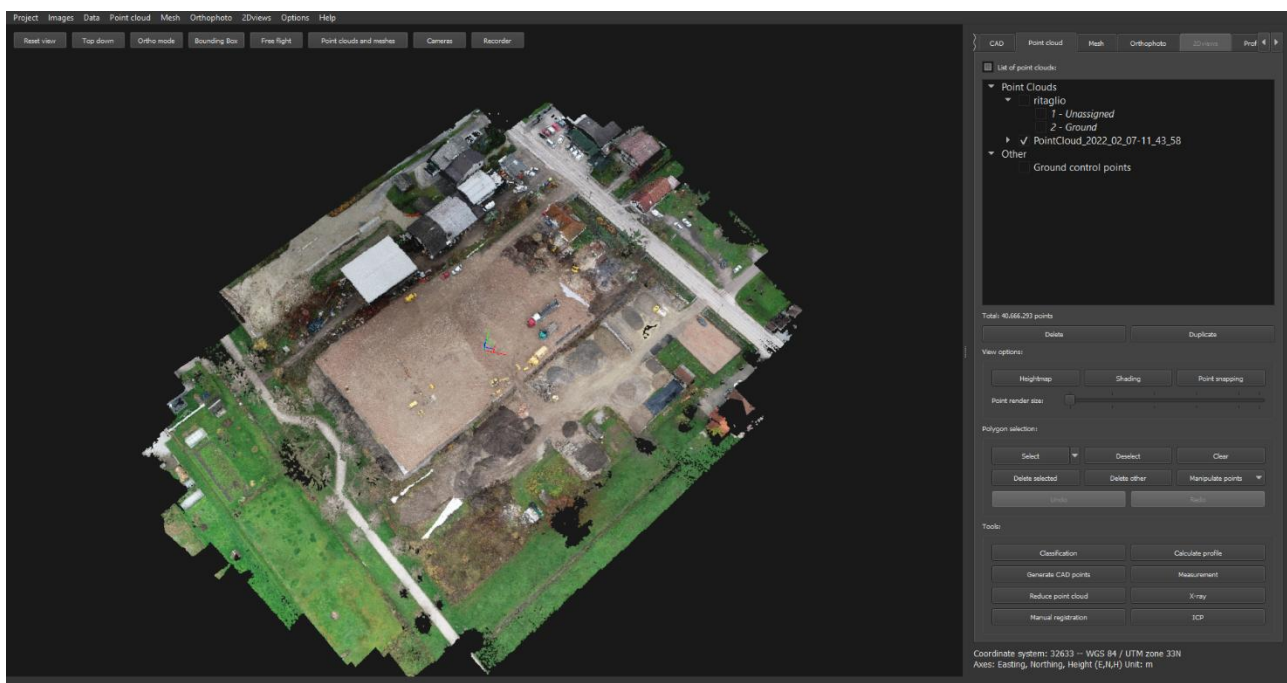 Project Images Data Point cloud Mesh Orthophoto 2Dviews Options Help
Reset view Top down Ortho mode Bounding Box Free flight Point clouds and meshes Cameras Recorder
CAD Point cloud Mesh Orthophoto 2Dviews Prof
List of point clouds:
Point Clouds
ritaglio
1 - Unassigned
2 - Ground
PointCloud_2022_02_07-11_43_58
Other
Ground control points
Total: 40.666.293 points
Delete Duplicate
View options:
Heightmap Shading Point snapping
Point render size:
Polygon selection:
Select Deselect Clear
Delete selected Delete other Manipulate points
Undo Redo
Tools:
Classification Calculate profile
Generate CAD points Measurement
Reduce point cloud X-ray
Manual registration ICP
Coordinate system: 32633 -- WGS 84 / UTM zone 33N
Axes: Easting, Northing, Height (E,N,H) Unit: m